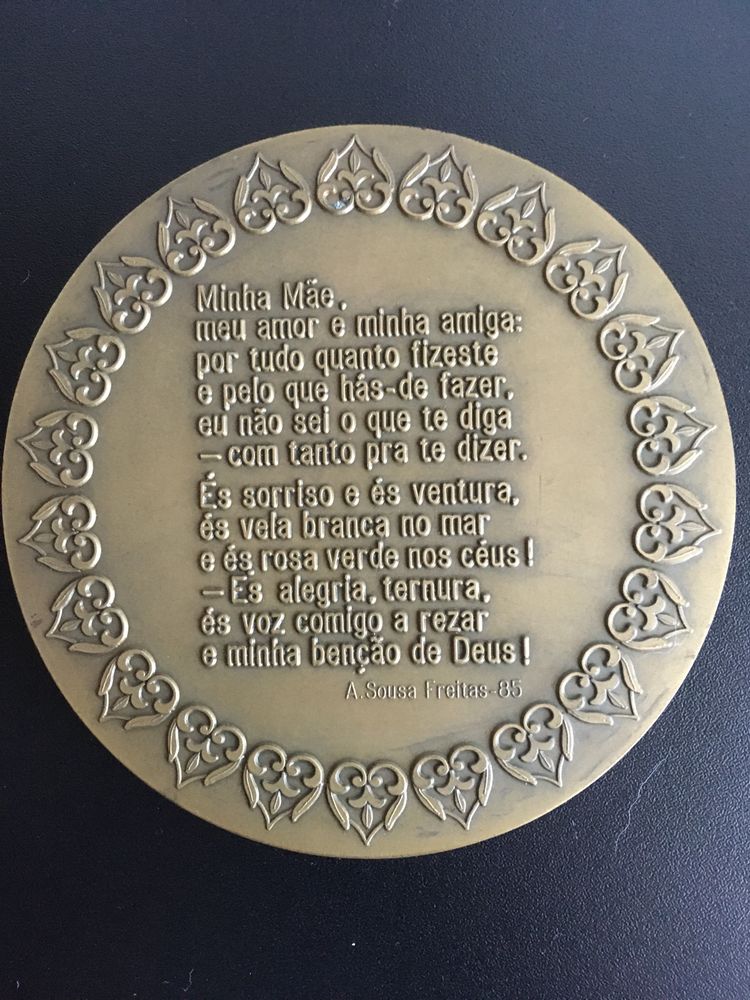 Minha Mãe,
meu amor e minha amiga:
por tudo quanto fizeste
e pelo que hás-de fazer,
eu não sei o que te diga
— com tanto pra te dizer.
És sorriso e és ventura,
és vela branca no mar
e és rosa verde nos céus!
— És alegria, ternura,
és voz comigo a rezar
e minha benção de Deus!
A. Sousa Freitas-85